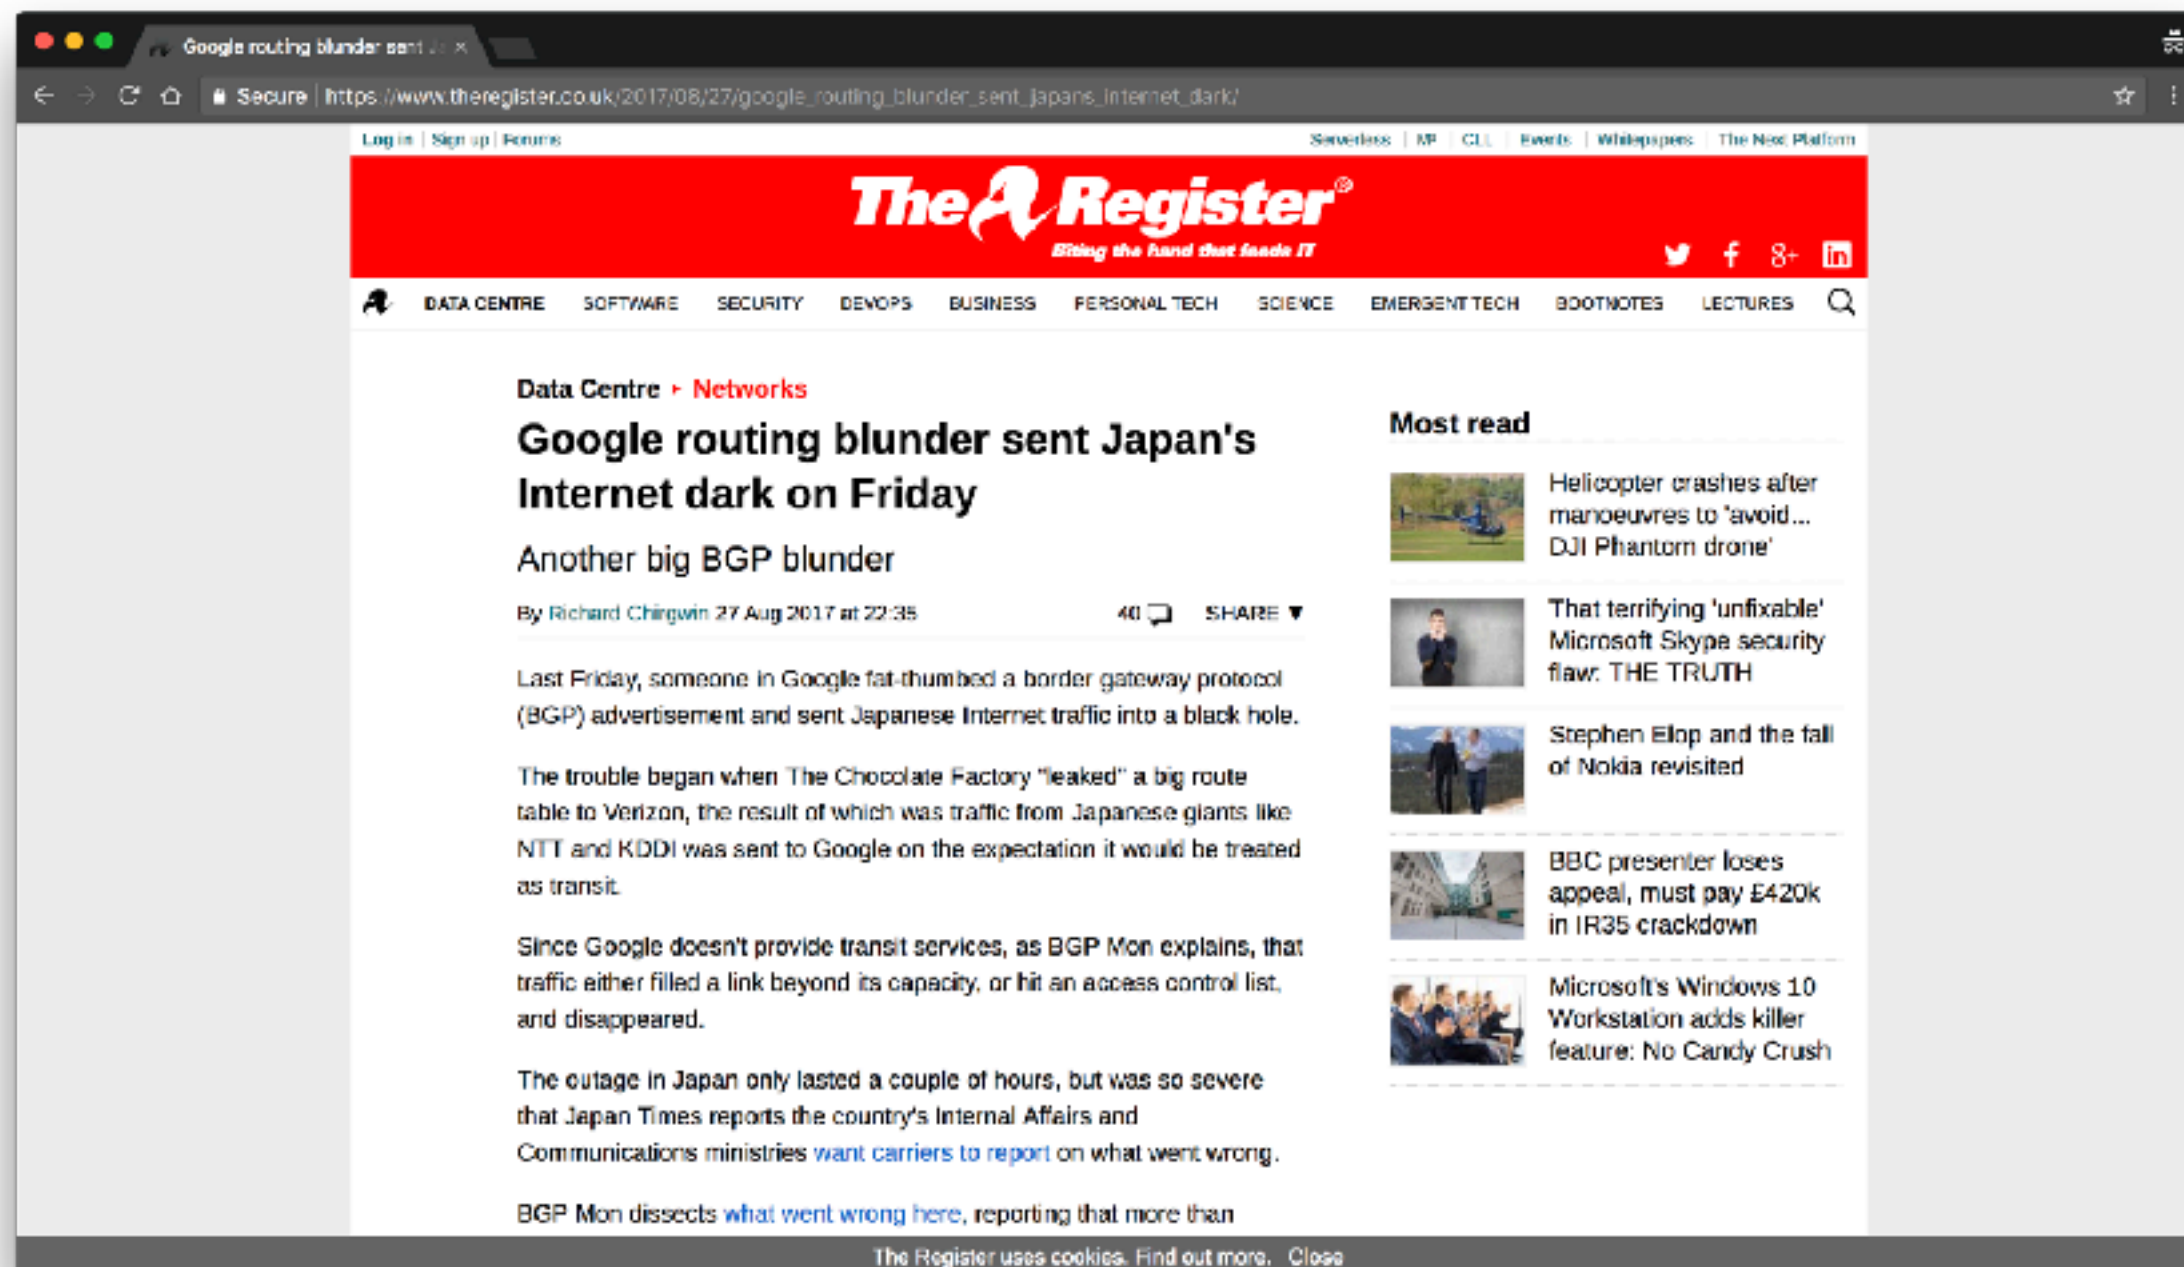 Google routing blunder sent Ja
Secure https://www.theregister.co.uk/2017/08/27/google_routing_blunder_sent_japans_internet_dark/
Log in | Sign up | Forums
Serverless | M³ | CLL | Events | Whitepapers | The Next Platform
The Register®
Biting the hand that feeds IT
DATA CENTRE SOFTWARE SECURITY DEVOPS BUSINESS PERSONAL TECH SCIENCE EMERGENT TECH BOOTNOTES LECTURES
Data Centre ▸ Networks
Google routing blunder sent Japan's
Internet dark on Friday
Another big BGP blunder
By Richard Chirgwin 27 Aug 2017 at 22:35
40 SHARE ▼
Last Friday, someone in Google fat-thumbed a border gateway protocol
(BGP) advertisement and sent Japanese Internet traffic into a black hole.
The trouble began when The Chocolate Factory "leaked" a big route
table to Verizon, the result of which was traffic from Japanese giants like
NTT and KDDI was sent to Google on the expectation it would be treated
as transit.
Since Google doesn't provide transit services, as BGP Mon explains, that
traffic either filled a link beyond its capacity, or hit an access control list,
and disappeared.
The outage in Japan only lasted a couple of hours, but was so severe
that Japan Times reports the country's Internal Affairs and
Communications ministries want carriers to report on what went wrong.
BGP Mon dissects what went wrong here, reporting that more than
Most read
Helicopter crashes after
manoeuvres to 'avoid...
DJI Phantom drone'
That terrifying 'unfixable'
Microsoft Skype security
flaw: THE TRUTH
Stephen Elop and the fall
of Nokia revisited
BBC presenter loses
appeal, must pay £420k
in IR35 crackdown
Microsoft's Windows 10
Workstation adds killer
feature: No Candy Crush
The Register uses cookies. Find out more. Close